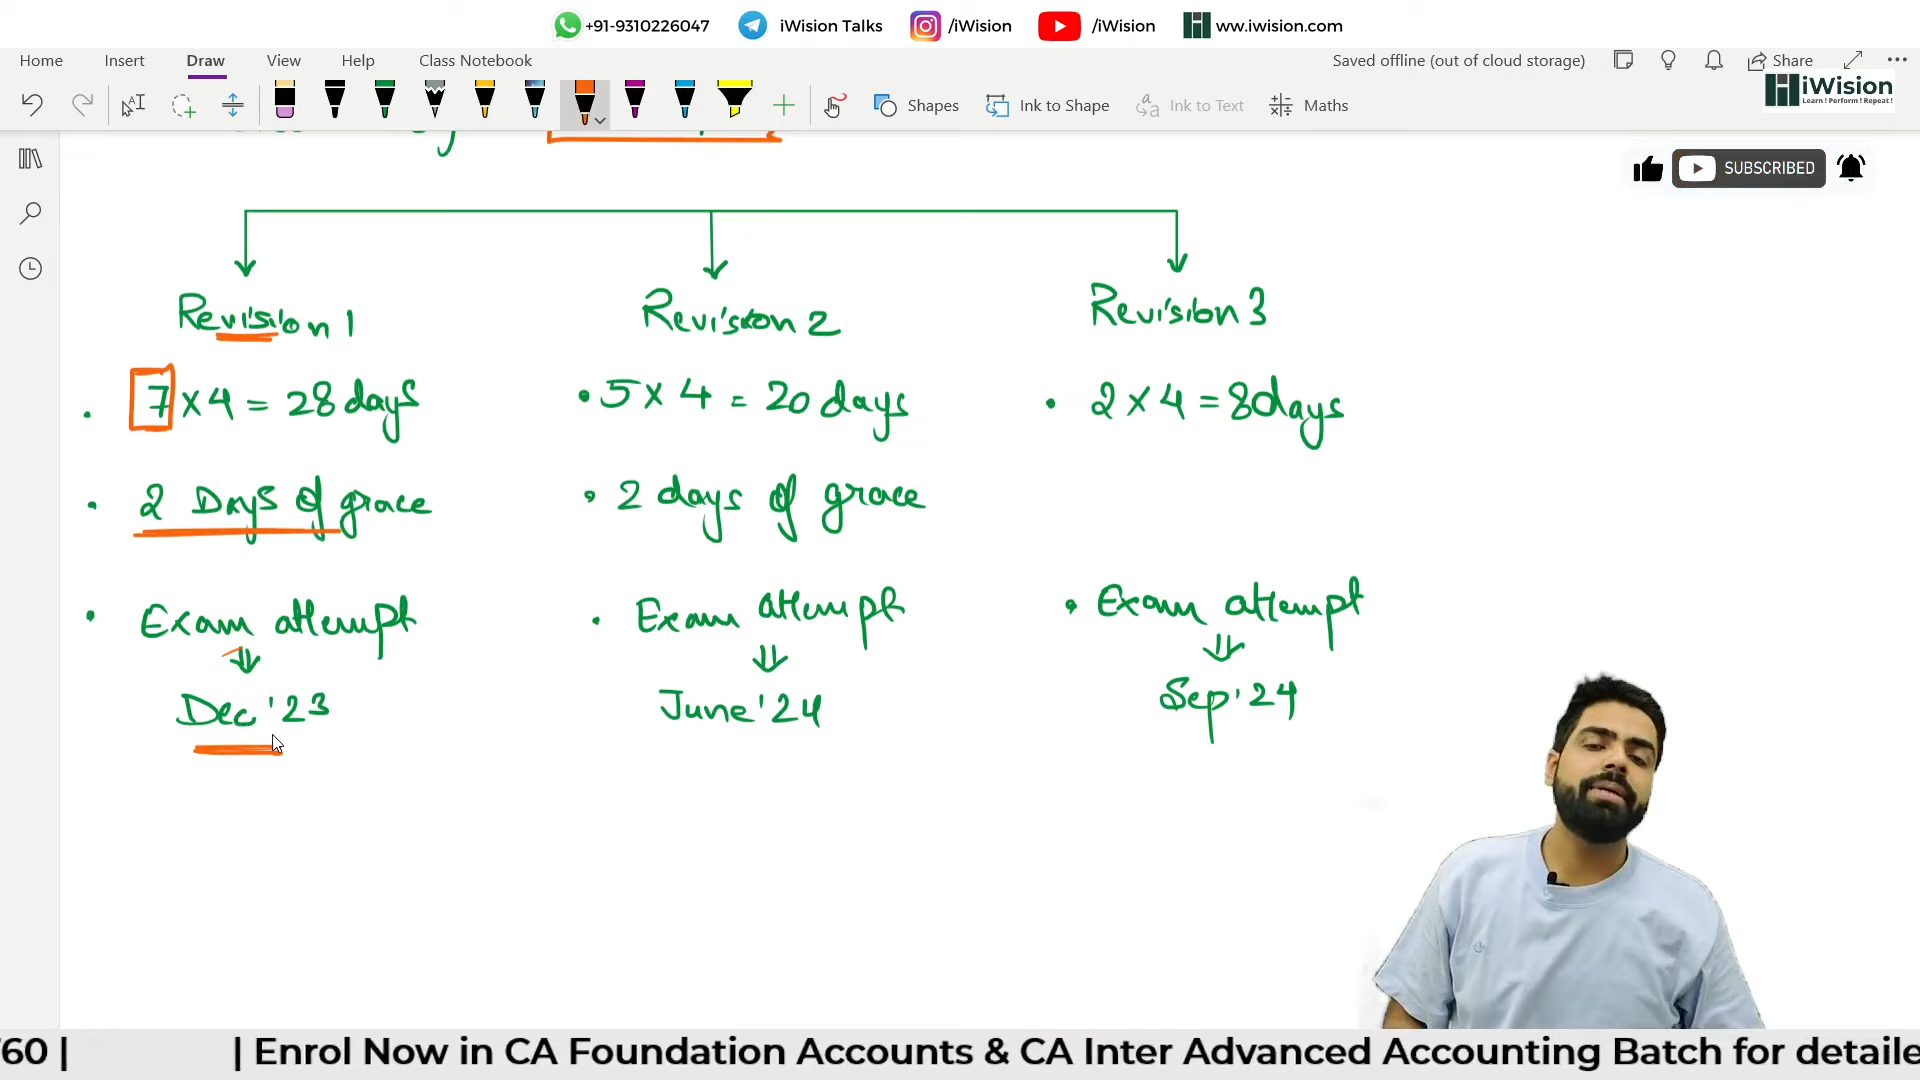 +91-9310226047 iWision Talks /iWision /iWision ww.iwision.com
Home Insert Draw View Help Class Notebook Saved offline (out of cloud storage) Share
Shapes Ink to Shape Ink to Text Maths
iWision
Learn ! Perform ! Repeat !
SUBSCRIBED
Revision 1 Revision 2 Revision 3
• 7 × 4 = 28 days • 5 × 4 = 20 days • 2 × 4 = 8 days
• 2 Days of grace • 2 days of grace
• Exam attempt • Exam attempt • Exam attempt
Dec '23 June '24 Sep '24
60 | | Enrol Now in CA Foundation Accounts & CA Inter Advanced Accounting Batch for detaile